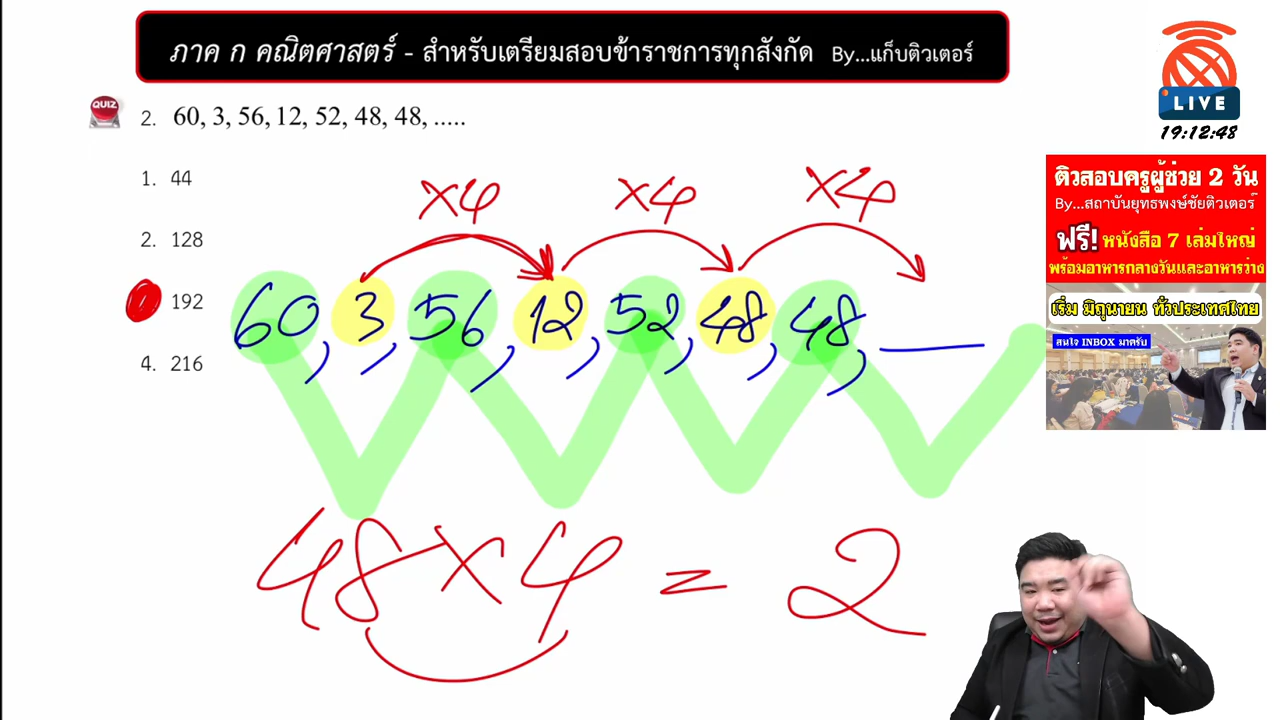 ภาค ก คณิตศาสตร์ - สำหรับเตรียมสอบข้าราชการทุกสังกัด By...แก็บติวเตอร์
LIVE
19:12:48
QUIZ
2. 60, 3, 56, 12, 52, 48, 48, .....
1. 44
2. 128
192
4. 216
×4 ×4 ×4
60, 3, 56, 12, 52, 48, 48, ___
48×4 = 2
ติวสอบครูผู้ช่วย 2 วัน
By...สถาบันยุทธพงษ์ชัยติวเตอร์
ฟรี! หนังสือ 7 เล่มใหญ่
พร้อมอาหารกลางวันและอาหารว่าง
เริ่ม มิถุนายน ทั่วประเทศไทย
สนใจ INBOX มาครับ